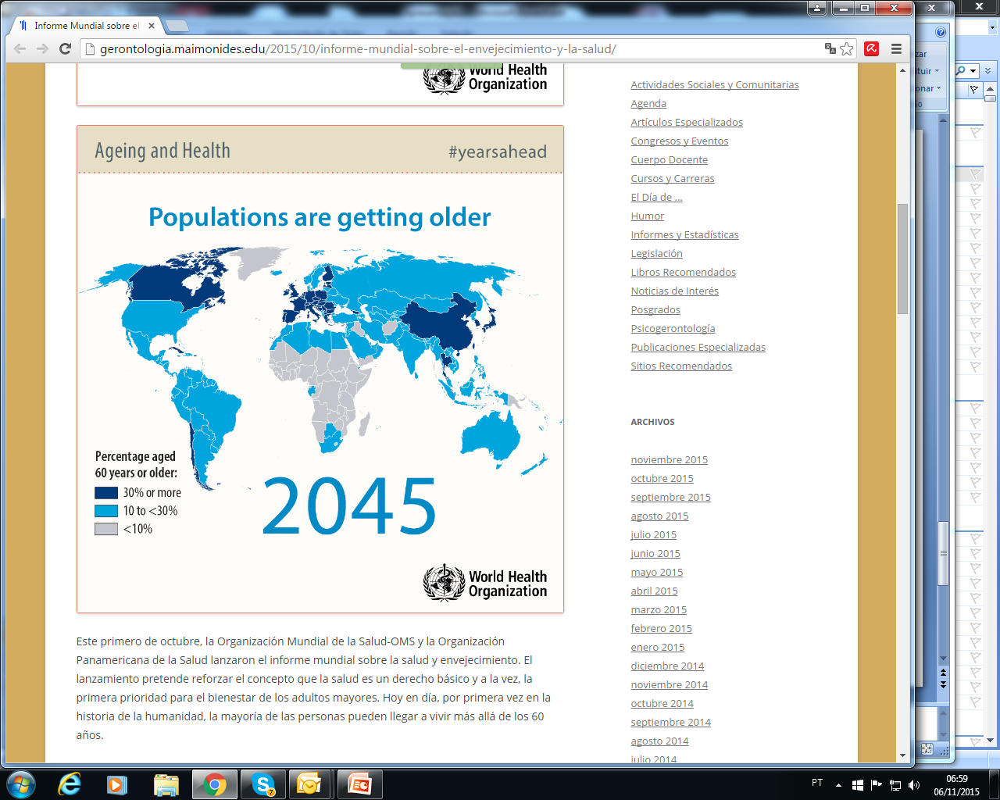 Informe Mundial sobre el
gerontologia.maimonides.edu/2015/10/informe-mundial-sobre-el-envejecimiento-y-la-salud/
World Health
Organization
Ageing and Health
#yearsahead
Populations are getting older
Percentage aged
60 years or older:
30% or more
10 to <30%
<10%
2045
World Health
Organization
Este primero de octubre, la Organización Mundial de la Salud-OMS y la Organización
Panamericana de la Salud lanzaron el informe mundial sobre la salud y envejecimiento. El
lanzamiento pretende reforzar el concepto que la salud es un derecho básico y a la vez, la
primera prioridad para el bienestar de los adultos mayores. Hoy en día, por primera vez en la
historia de la humanidad, la mayoría de las personas pueden llegar a vivir más allá de los 60
años.
Actividades Sociales y Comunitarias
Agenda
Artículos Especializados
Congresos y Eventos
Cuerpo Docente
Cursos y Carreras
El Día de ...
Humor
Informes y Estadísticas
Legislación
Libros Recomendados
Noticias de Interés
Posgrados
Psicogerontología
Publicaciones Especializadas
Sitios Recomendados
ARCHIVOS
noviembre 2015
octubre 2015
septiembre 2015
agosto 2015
julio 2015
junio 2015
mayo 2015
abril 2015
marzo 2015
febrero 2015
enero 2015
diciembre 2014
noviembre 2014
octubre 2014
septiembre 2014
agosto 2014
julio 2014
zar
ituir
onar
7
PT
06:59
06/11/2015